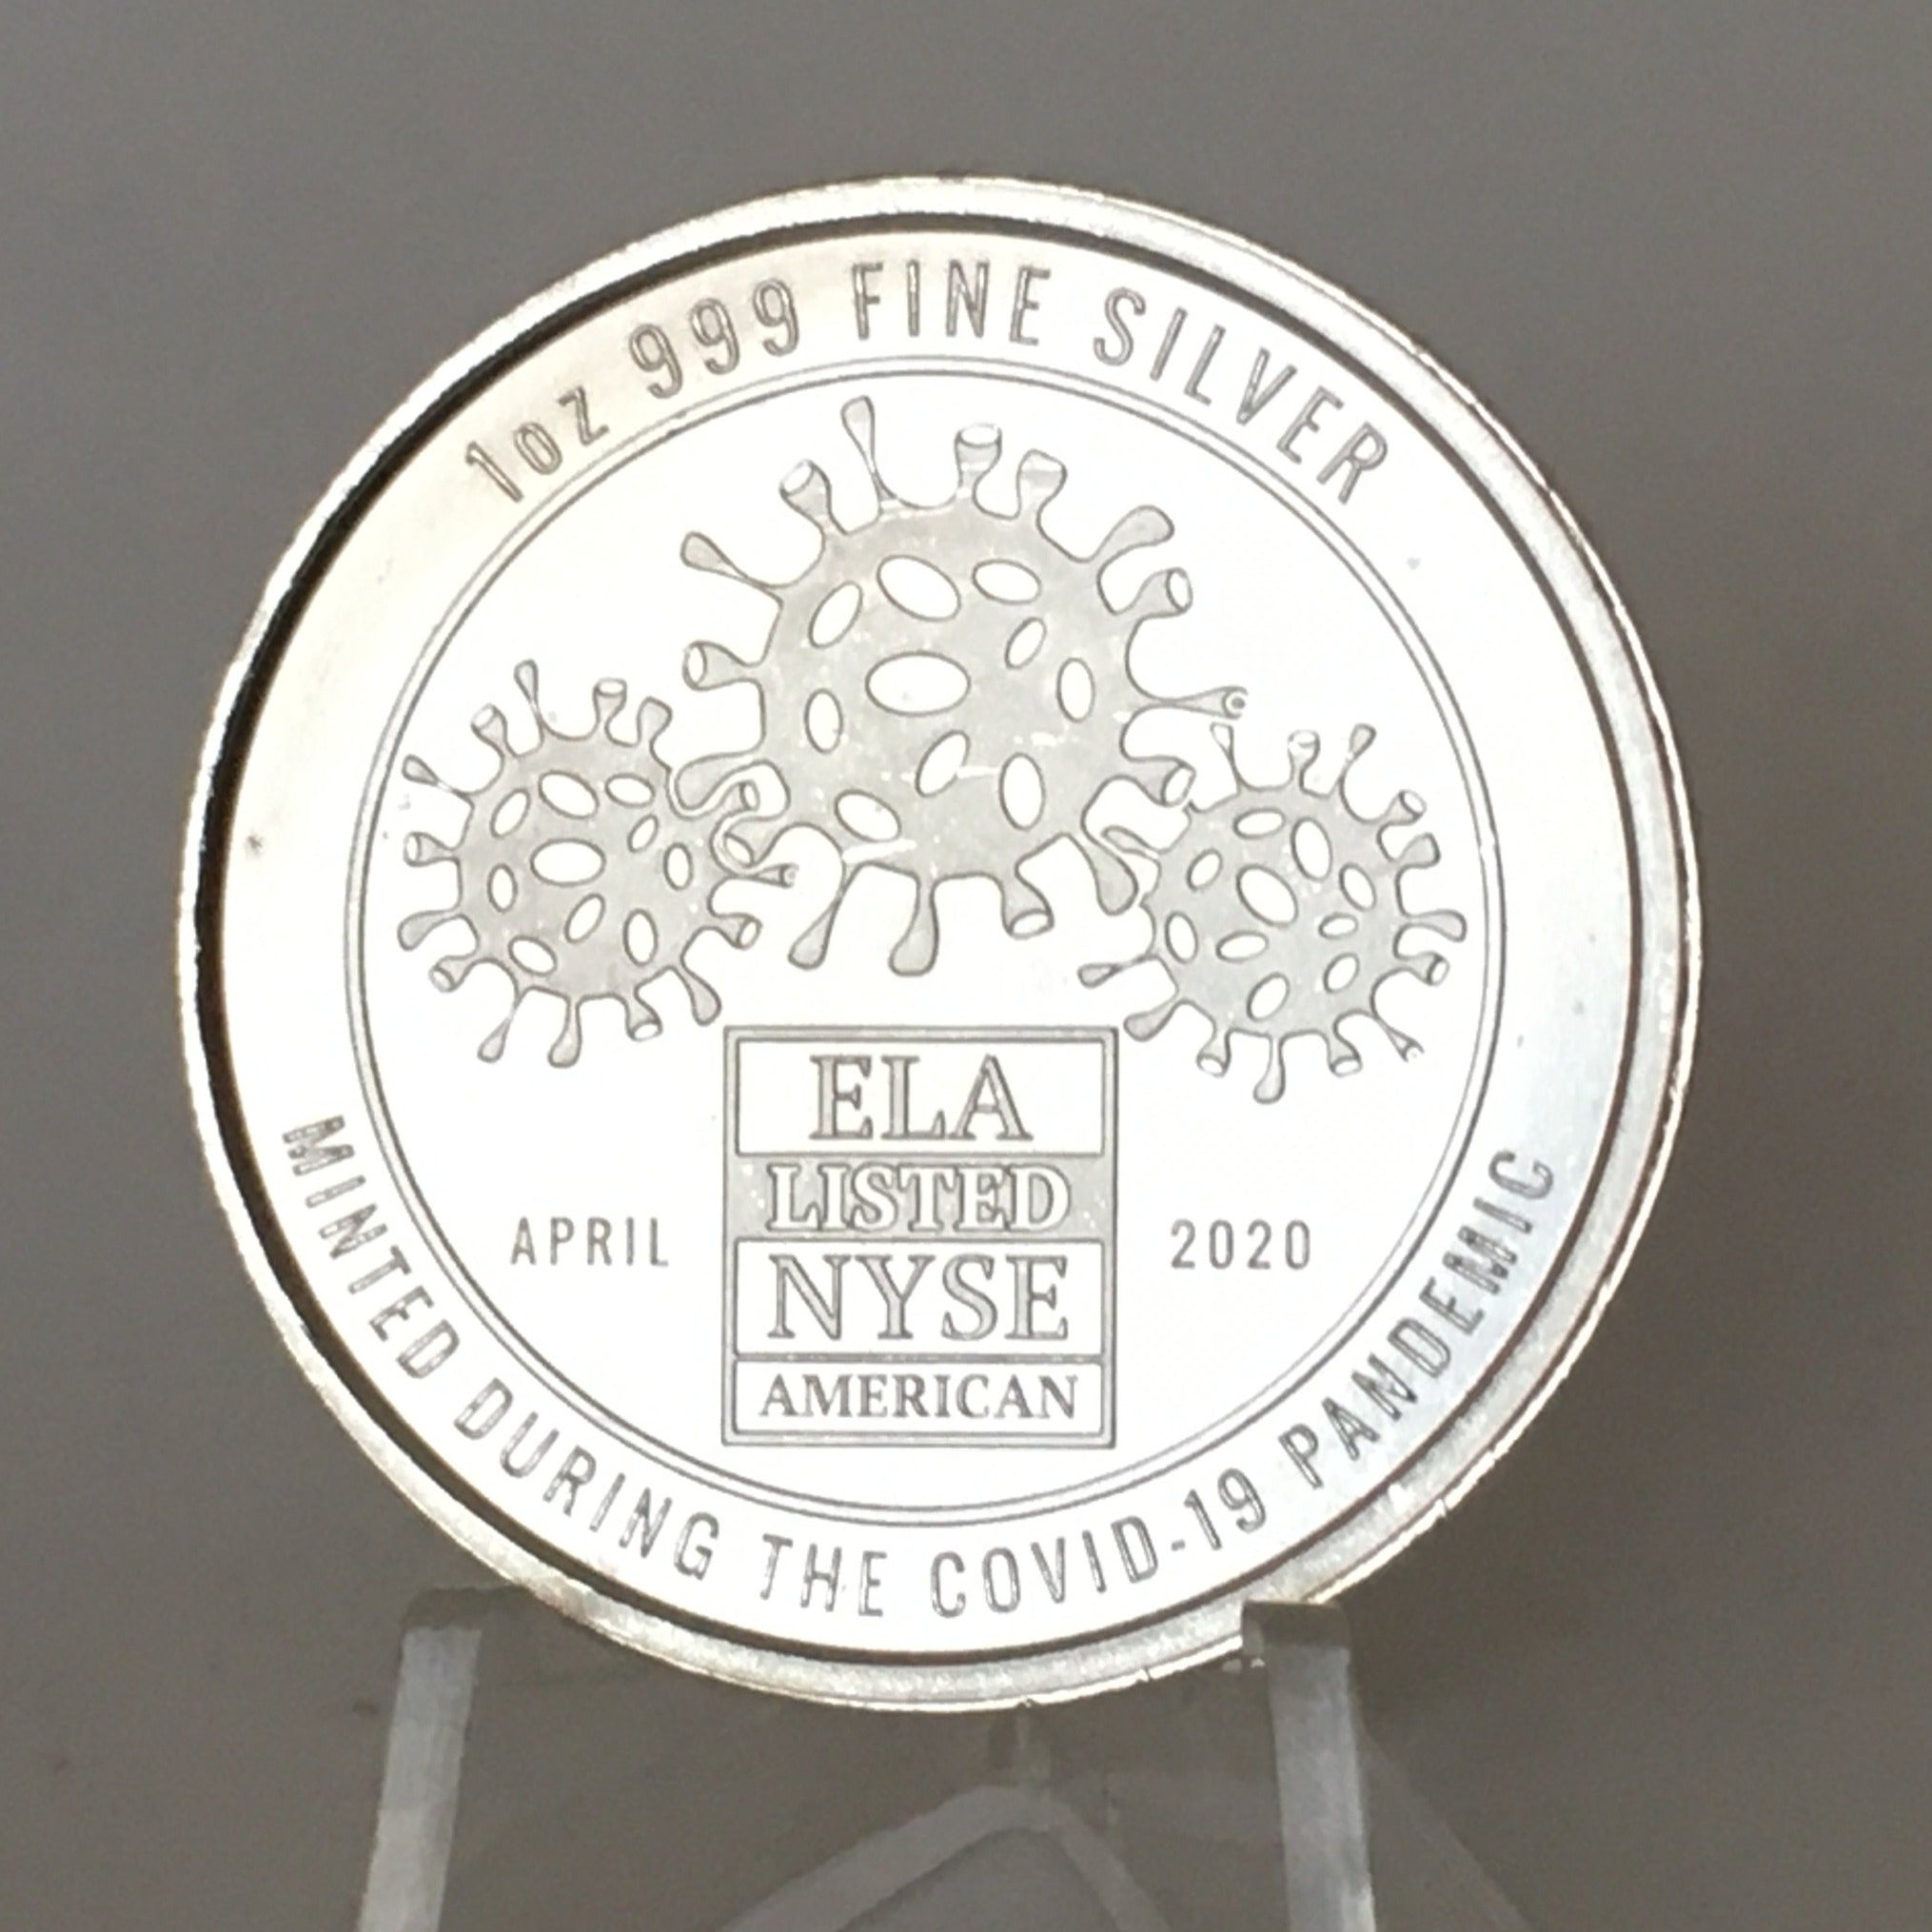 1oz 999 FINE SILVER
ELA
LISTED
NYSE
AMERICAN
APRIL 2020
MINTED DURING THE COVID-19 PANDEMIC